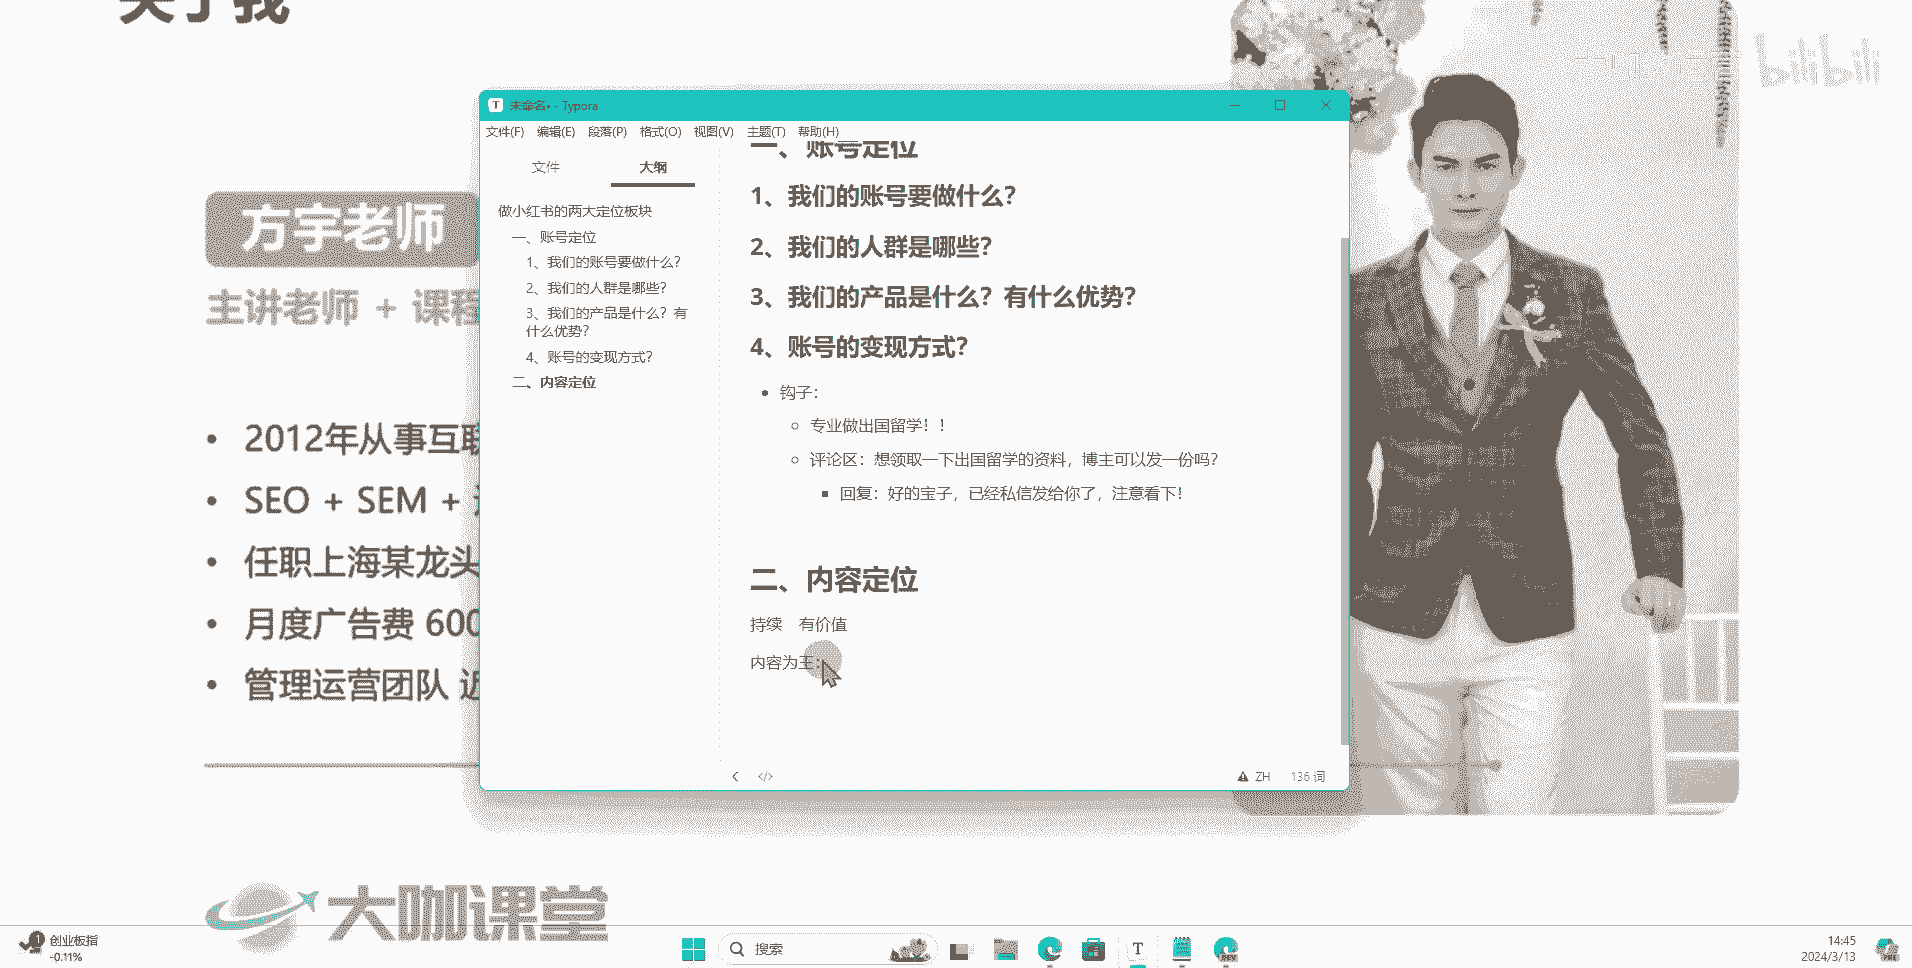 关于我
bilibili
方宇老师
主讲老师 + 课程
2012年从事互联
SEO + SEM +
任职上海某龙头
月度广告费 600
管理运营团队 近
未命名• - Typora
文件(F) 编辑(E) 段落(P) 格式(O) 视图(V) 主题(T) 帮助(H)
文件 大纲
做小红书的两大定位板块
一、账号定位
1、我们的账号要做什么？
2、我们的人群是哪些？
3、我们的产品是什么？有
什么优势？
4、账号的变现方式？
二、内容定位
一、账号定位
1、我们的账号要做什么？
2、我们的人群是哪些？
3、我们的产品是什么？有什么优势？
4、账号的变现方式？
钩子：
专业做出国留学！！
评论区：想领取一下出国留学的资料，博主可以发一份吗？
回复：好的宝子，已经私信发给你了，注意看下！
二、内容定位
持续 有价值
内容为王：
ZH 136 词
大咖课堂
1
创业板指
-0.11%
搜索
T
DEV
14:45
2024/3/13
PRE